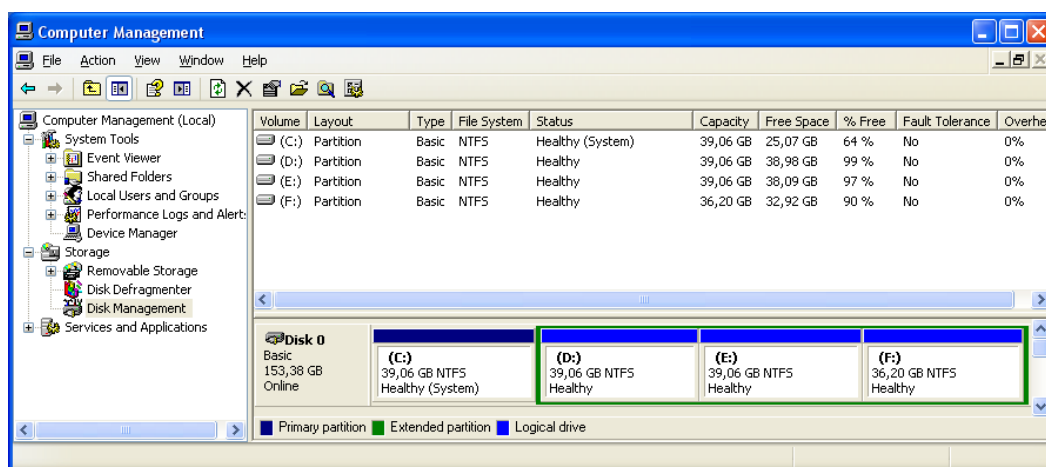 Computer Management
File Action View Window Help
Computer Management (Local)
System Tools
Event Viewer
Shared Folders
Local Users and Groups
Performance Logs and Alert
Device Manager
Storage
Removable Storage
Disk Defragmenter
Disk Management
Services and Applications
Volume Layout Type File System Status Capacity Free Space % Free Fault Tolerance Overhe
(C:) Partition Basic NTFS Healthy (System) 39,06 GB 25,07 GB 64 % No 0%
(D:) Partition Basic NTFS Healthy 39,06 GB 38,98 GB 99 % No 0%
(E:) Partition Basic NTFS Healthy 39,06 GB 38,09 GB 97 % No 0%
(F:) Partition Basic NTFS Healthy 36,20 GB 32,92 GB 90 % No 0%
Disk 0
Basic
153,38 GB
Online
(C:)
39,06 GB NTFS
Healthy (System)
(D:)
39,06 GB NTFS
Healthy
(E:)
39,06 GB NTFS
Healthy
(F:)
36,20 GB NTFS
Healthy
Primary partition Extended partition Logical drive